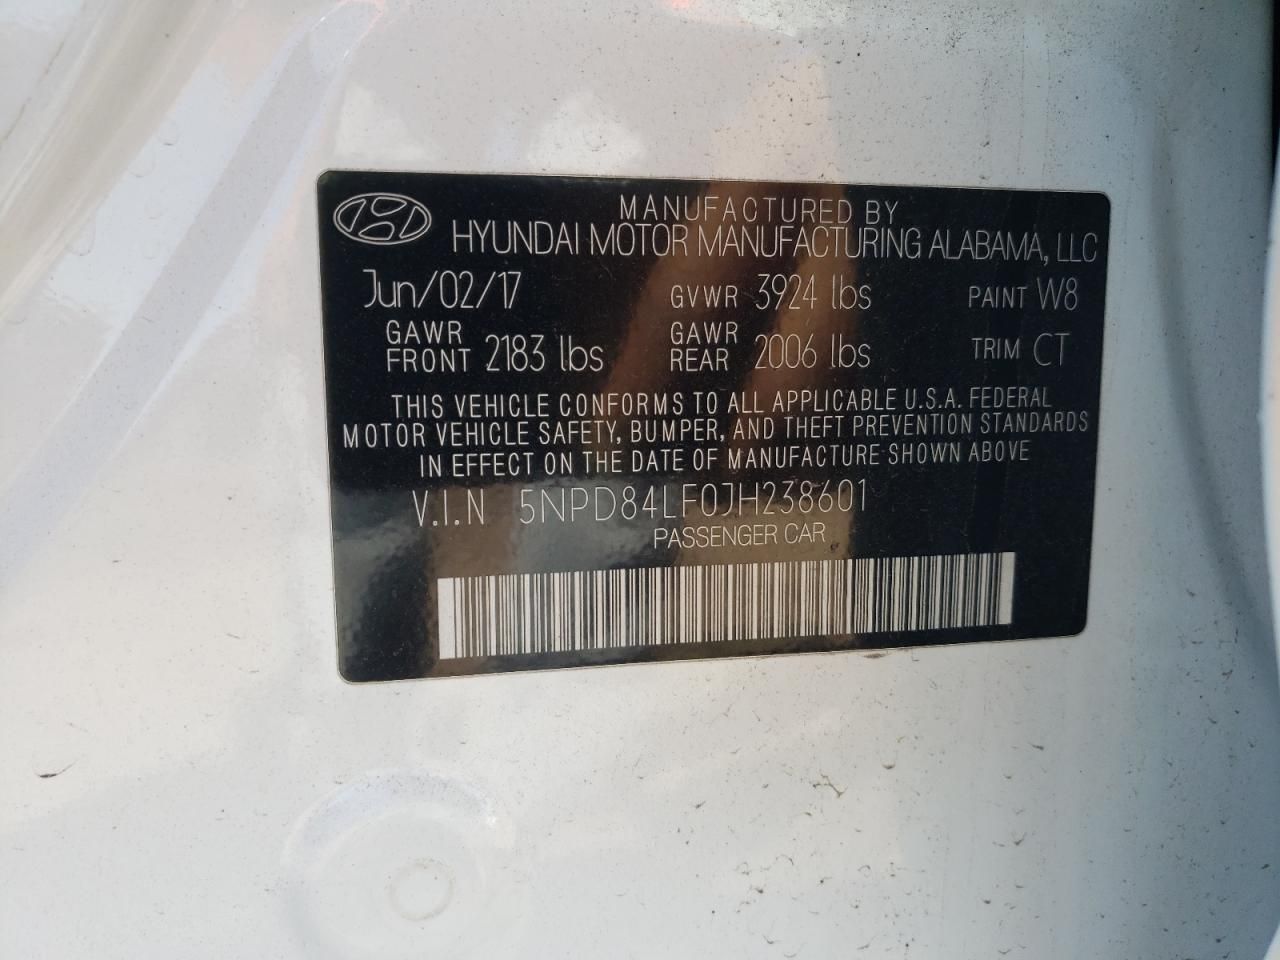 MANUFACTURED BY
HYUNDAI MOTOR MANUFACTURING ALABAMA, LLC
Jun/02/17 GVWR 3924 lbs PAINT W8
GAWR FRONT 2183 lbs GAWR REAR 2006 lbs TRIM CT
THIS VEHICLE CONFORMS TO ALL APPLICABLE U.S.A. FEDERAL
MOTOR VEHICLE SAFETY, BUMPER, AND THEFT PREVENTION STANDARDS
IN EFFECT ON THE DATE OF MANUFACTURE SHOWN ABOVE
V.I.N 5NPD84LF0JH238601
PASSENGER CAR